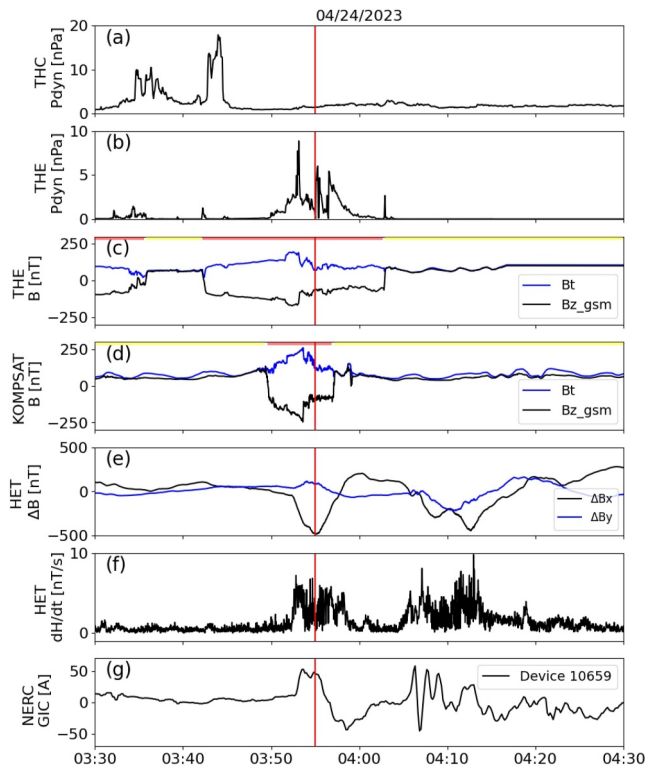 04/24/2023
(a)
THC
Pdyn [nPa]
20
10
0
(b)
THE
Pdyn [nPa]
10
5
0
(c)
THE
B [nT]
250
0
−250
Bt
Bz_gsm
(d)
KOMPSAT
B [nT]
250
0
−250
Bt
Bz_gsm
(e)
HET
ΔB [nT]
500
0
−500
ΔBx
ΔBy
(f)
HET
dH/dt [nT/s]
10
0
(g)
NERC
GIC [A]
50
0
−50
Device 10659
03:30 03:40 03:50 04:00 04:10 04:20 04:30